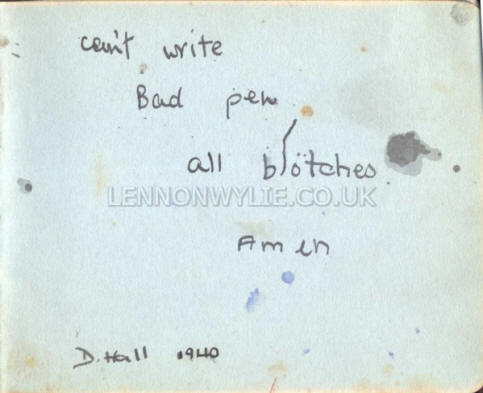 can't write
Bad pen
all blotches
LENNONWYLIE.CO.UK
Amen
D. Hall 1940